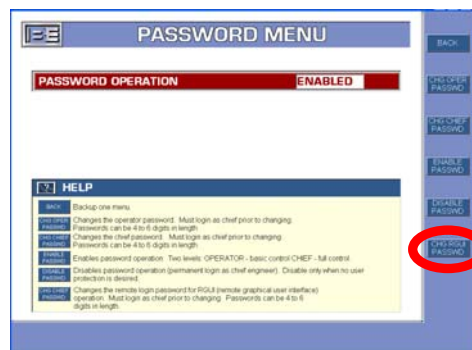 PASSWORD MENU
BACK
PASSWORD OPERATION ENABLED
CHG OPER
PASSWD
CHG CHIEF
PASSWD
ENABLE
PASSWD
DISABLE
PASSWD
CHG RGUI
PASSWD
? HELP
BACK Backup one menu.
CHG OPER
PASSWD
Changes the operator password. Must login as chief prior to changing.
Passwords can be 4 to 6 digits in length
CHG CHIEF
PASSWD
Changes the chief password. Must login as chief prior to changing.
Passwords can be 4 to 6 digits in length
ENABLE
PASSWD
Enables password operation. Two levels: OPERATOR - basic control CHIEF - full control.
DISABLE
PASSWD
Disables password operation (permanent login as chief engineer). Disable only when no user
protection is desired.
PASSWD
Changes the remote login password for RGUI (remote graphical user interface)
operation. Must login as chief prior to changing. Passwords can be 4 to 6
digits in length.